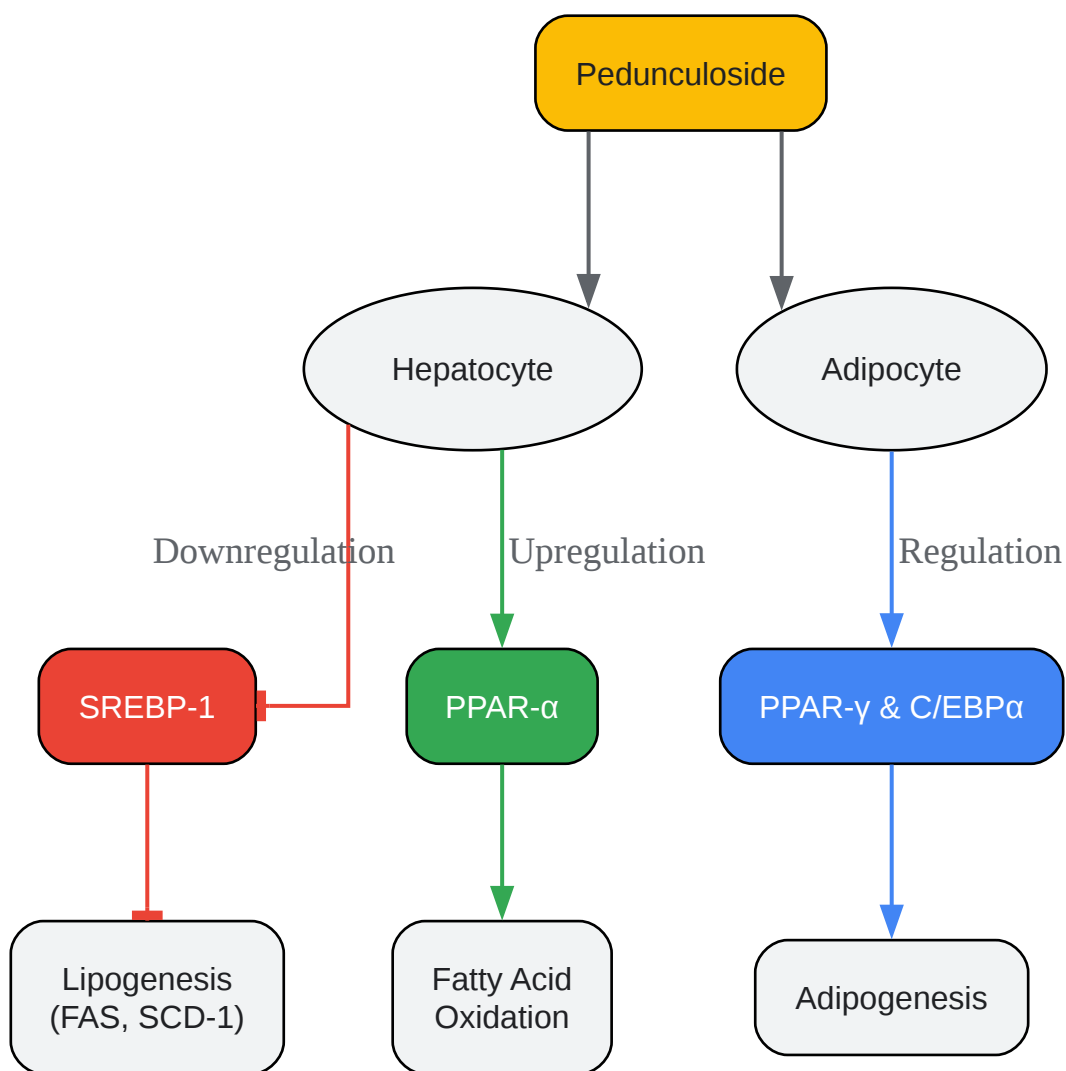 Pedunculoside
Hepatocyte
Adipocyte
Downregulation
Upregulation
Regulation
SREBP-1
PPAR-α
PPAR-γ & C/EBPα
Lipogenesis
(FAS, SCD-1)
Fatty Acid
Oxidation
Adipogenesis